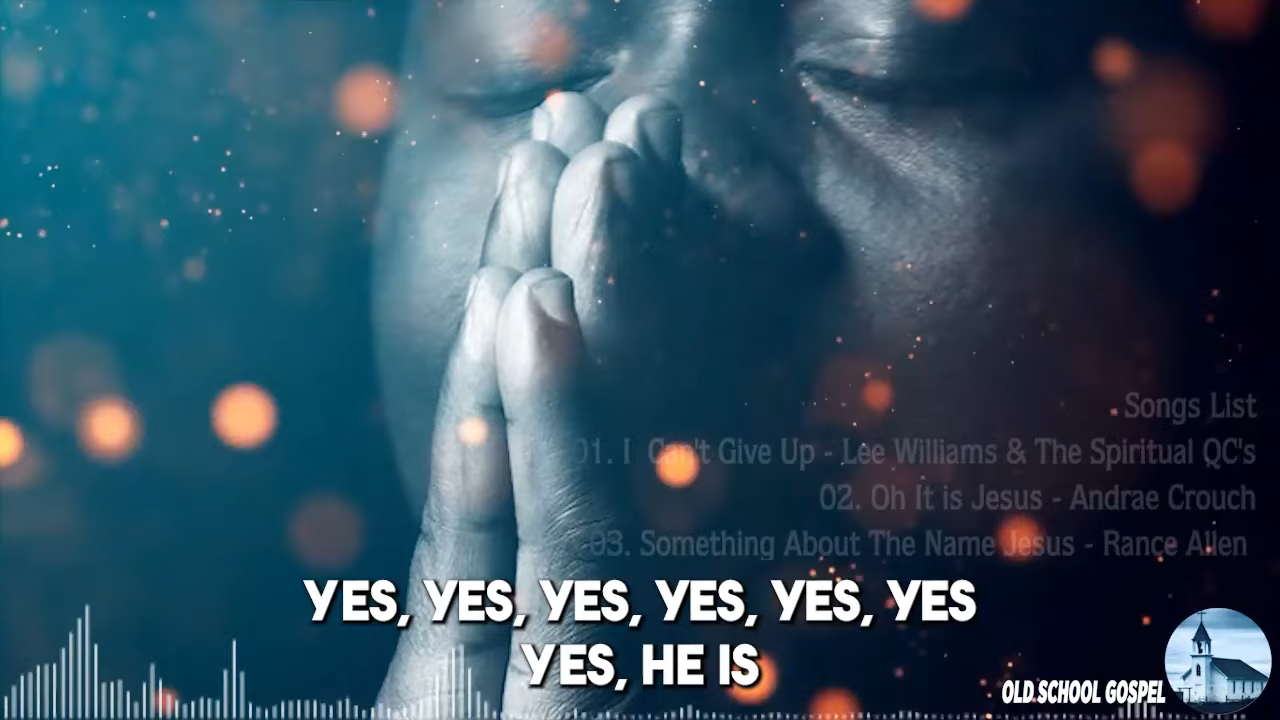 Songs List
01. I Can't Give Up - Lee Williams & The Spiritual QC's
02. Oh It is Jesus - Andrae Crouch
03. Something About The Name Jesus - Rance Allen
YES, YES, YES, YES, YES, YES
YES, HE IS
OLD SCHOOL GOSPEL